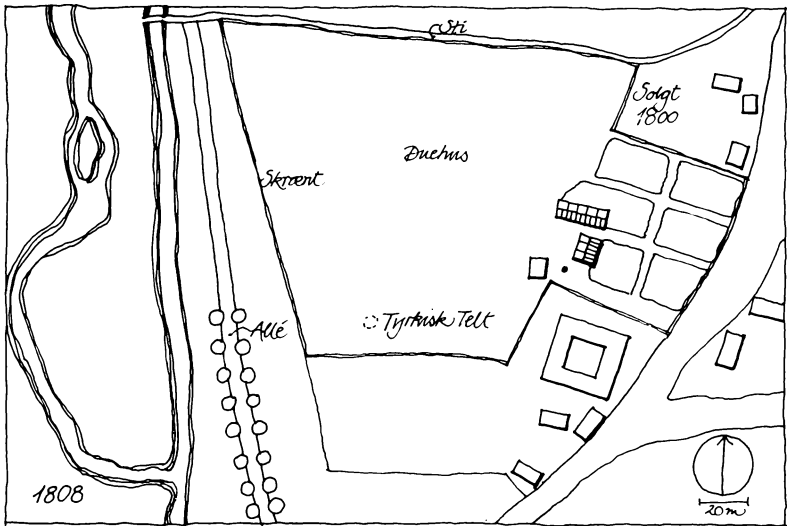 Sti
Solgt
1800
Duehus
Skrænt
Tyrkisk Telt
Allé
1808
20 m